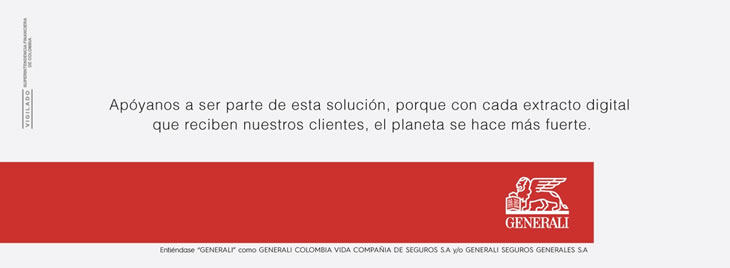 VIGILADO
SUPERINTENDENCIA FINANCIERA
DE COLOMBIA
Apóyanos a ser parte de esta solución, porque con cada extracto digital
que reciben nuestros clientes, el planeta se hace más fuerte.
GENERALI
Entiéndase "GENERALI" como GENERALI COLOMBIA VIDA COMPAÑIA DE SEGUROS S.A y/o GENERALI SEGUROS GENERALES S.A